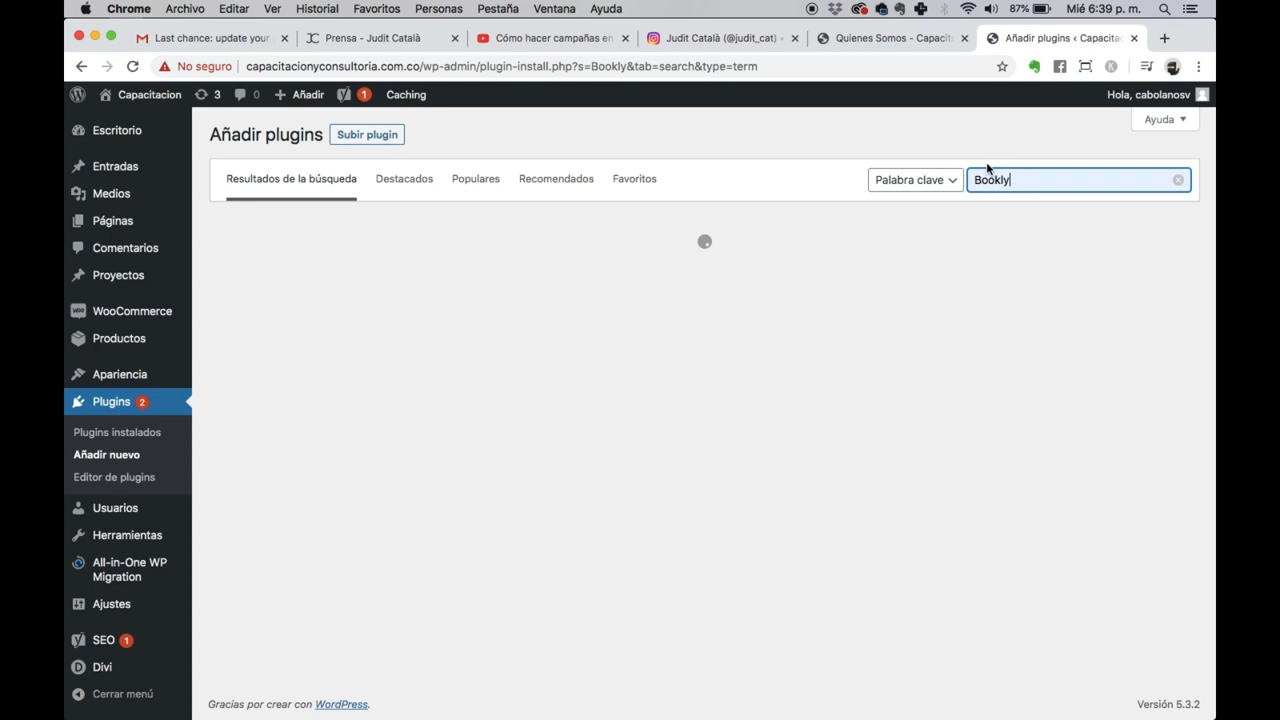 Chrome Archivo Editar Ver Historial Favoritos Personas Pestaña Ventana Ayuda 87% Mié 6:39 p. m.
Last chance: update your Prensa - Judit Català Cómo hacer campañas en Judit Català (@judit_cat) • Quienes Somos - Capacita Añadir plugins ‹ Capacitac
No seguro capacitacionyconsultoria.com.co/wp-admin/plugin-install.php?s=Bookly&tab=search&type=term
Capacitacion 3 0 Añadir 1 Caching Hola, cabolanosv
Ayuda
Añadir plugins Subir plugin
Resultados de la búsqueda Destacados Populares Recomendados Favoritos Palabra clave Bookly
Escritorio
Entradas
Medios
Páginas
Comentarios
Proyectos
Woo WooCommerce
Productos
Apariencia
Plugins 2
Plugins instalados
Añadir nuevo
Editor de plugins
Usuarios
Herramientas
All-in-One WP
Migration
Ajustes
SEO 1
D Divi
Cerrar menú
Gracias por crear con WordPress. Versión 5.3.2